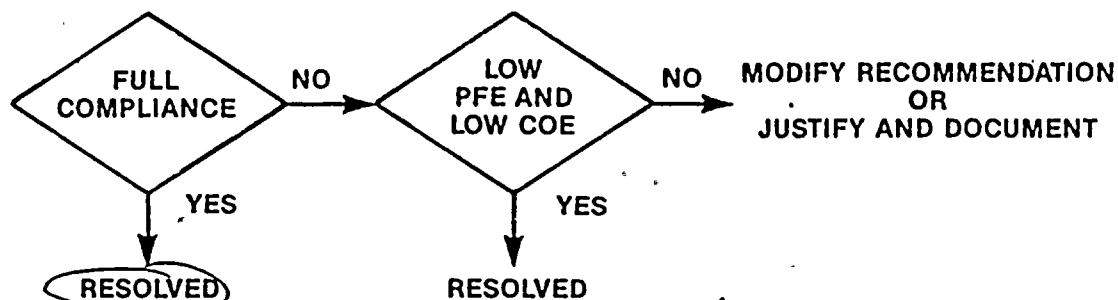 FULL
COMPLIANCE
NO
LOW
PFE AND
LOW COE
NO
MODIFY RECOMMENDATION
OR
JUSTIFY AND DOCUMENT
YES
YES
RESOLVED
RESOLVED